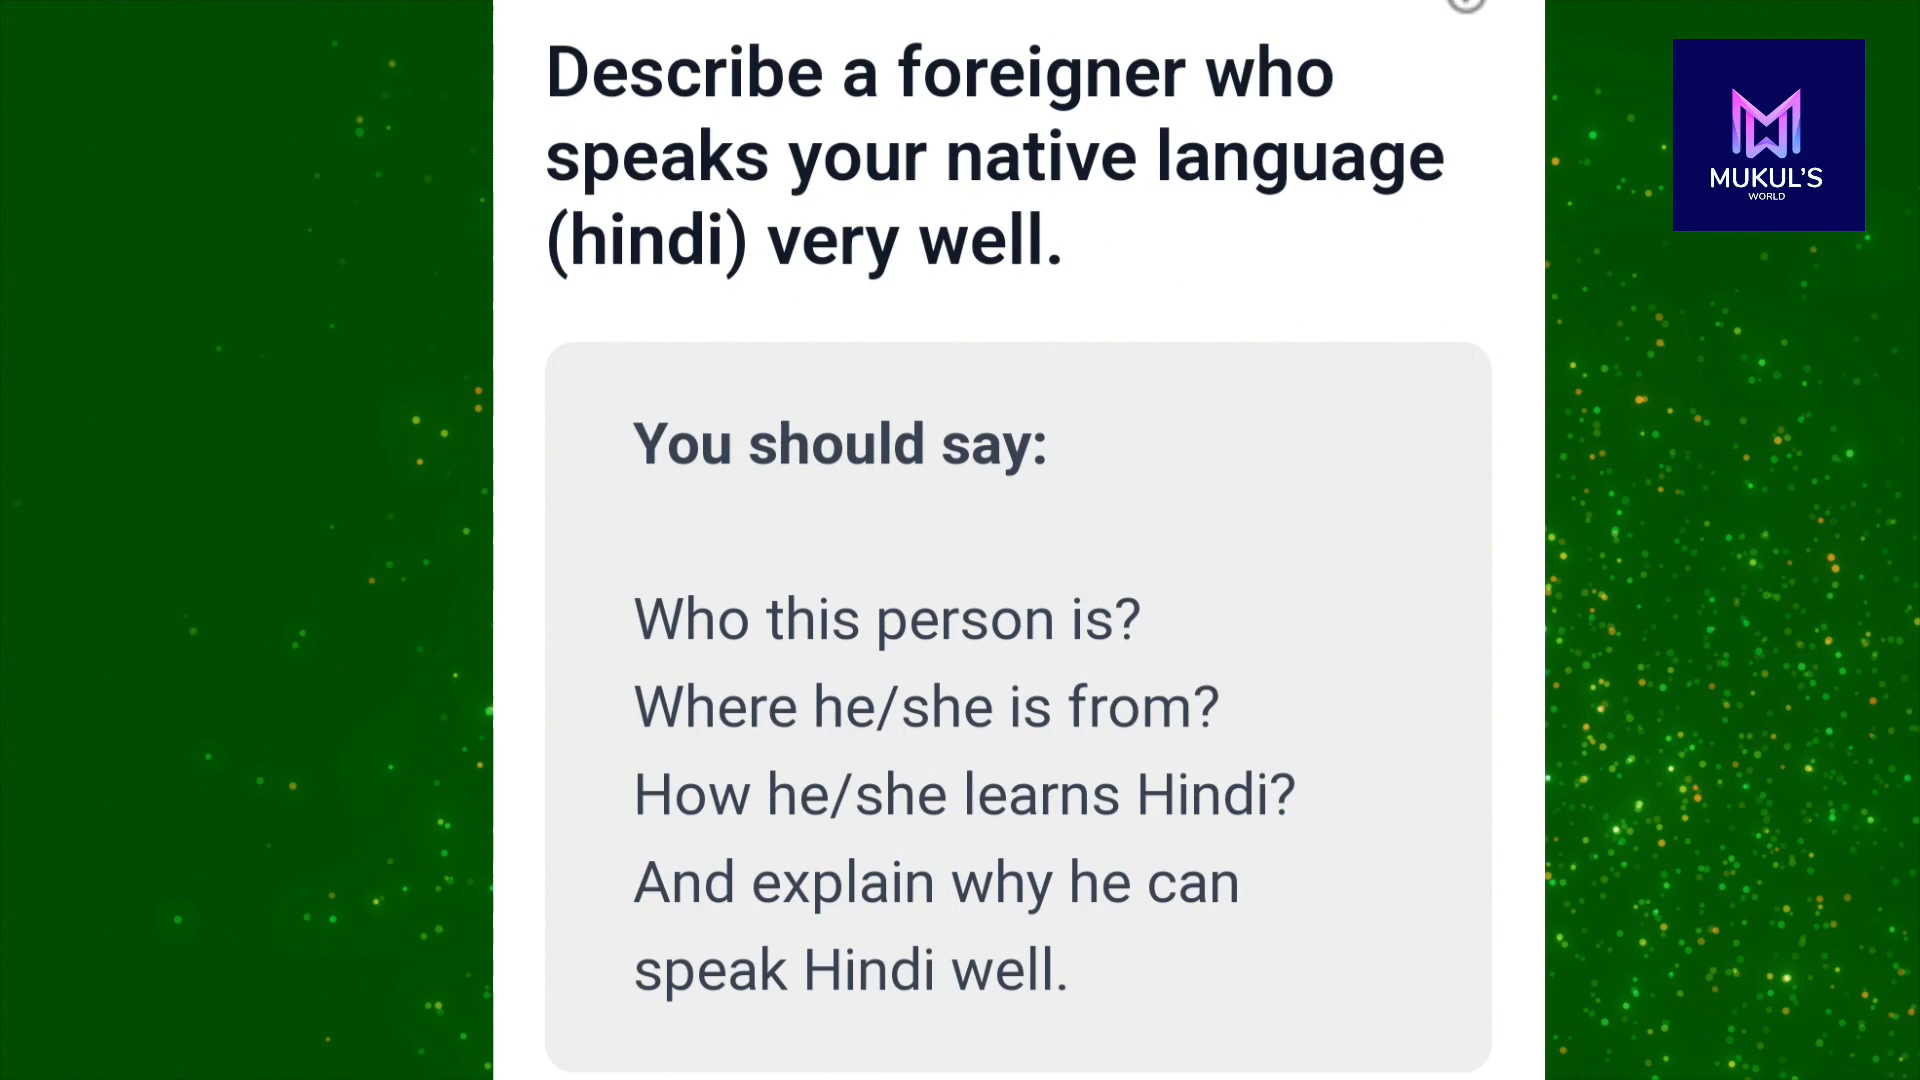 Describe a foreigner who
speaks your native language
(hindi) very well.
MUKUL'S
WORLD
You should say:
Who this person is?
Where he/she is from?
How he/she learns Hindi?
And explain why he can
speak Hindi well.